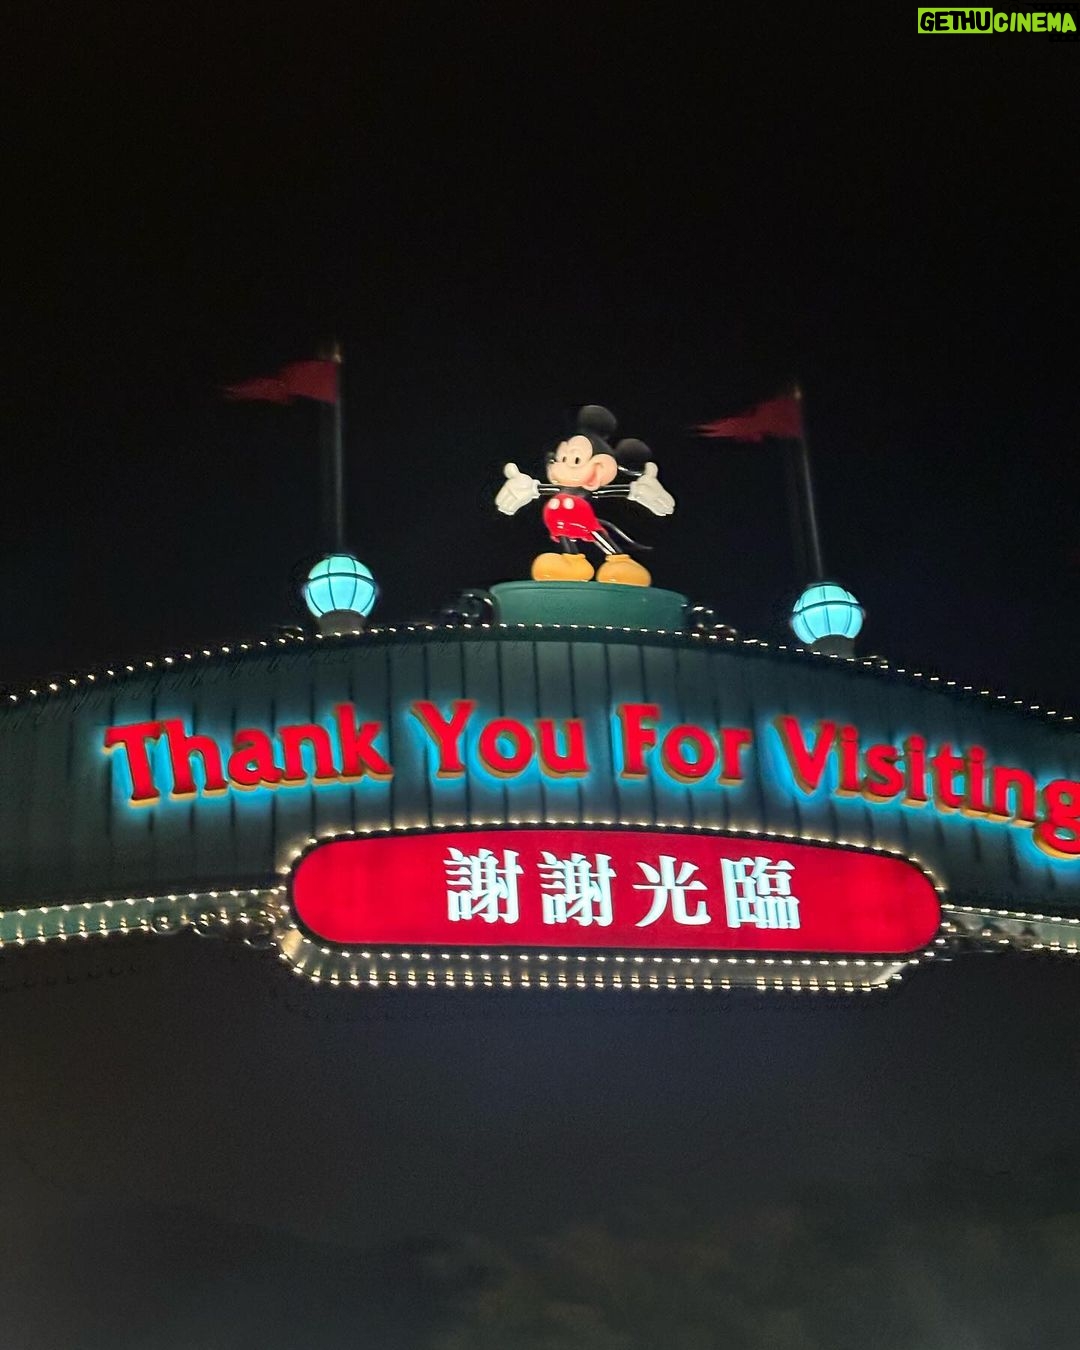 GETHUCINEMA
Thank You For Visiting
謝謝光臨